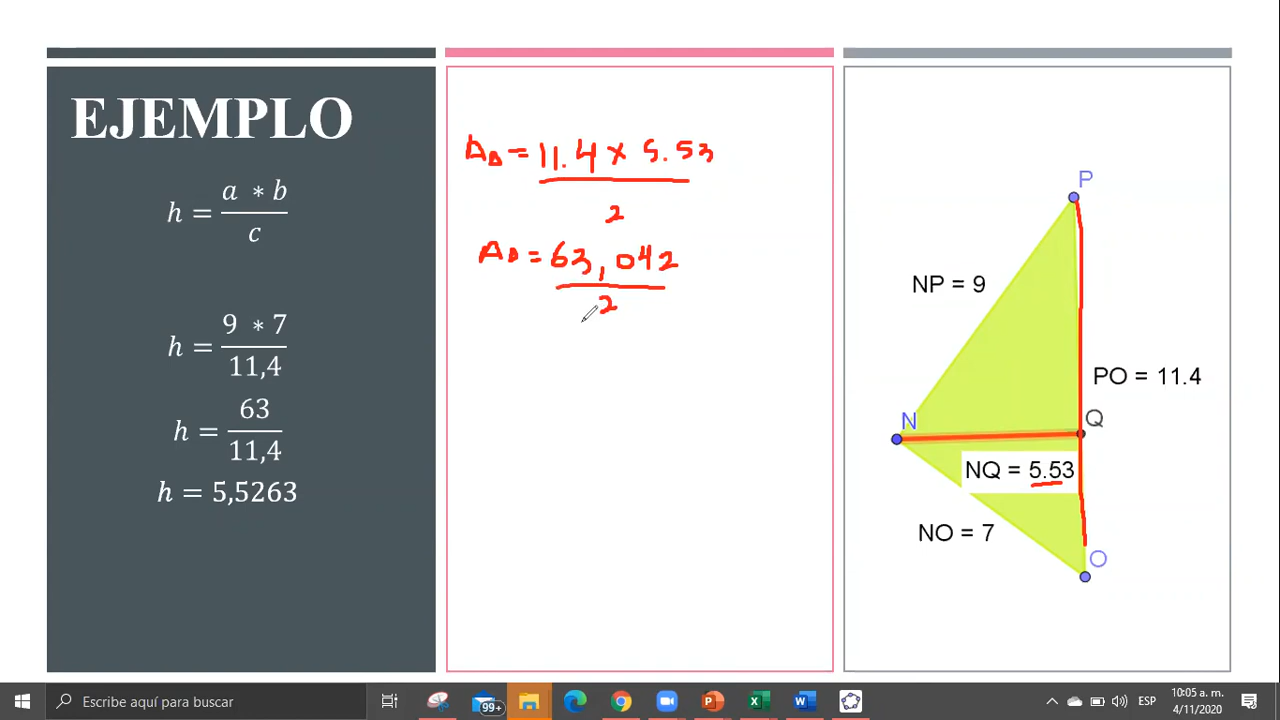 EJEMPLO
h = a * b / c
h = 9 * 7 / 11,4
h = 63 / 11,4
h = 5,5263
A△ = 11.4 x 5.53 / 2
A△ = 63,042 / 2
P
NP = 9
PO = 11.4
N
Q
NQ = 5.53
NO = 7
O
Escribe aquí para buscar
99+
ESP
10:05 a. m.
4/11/2020